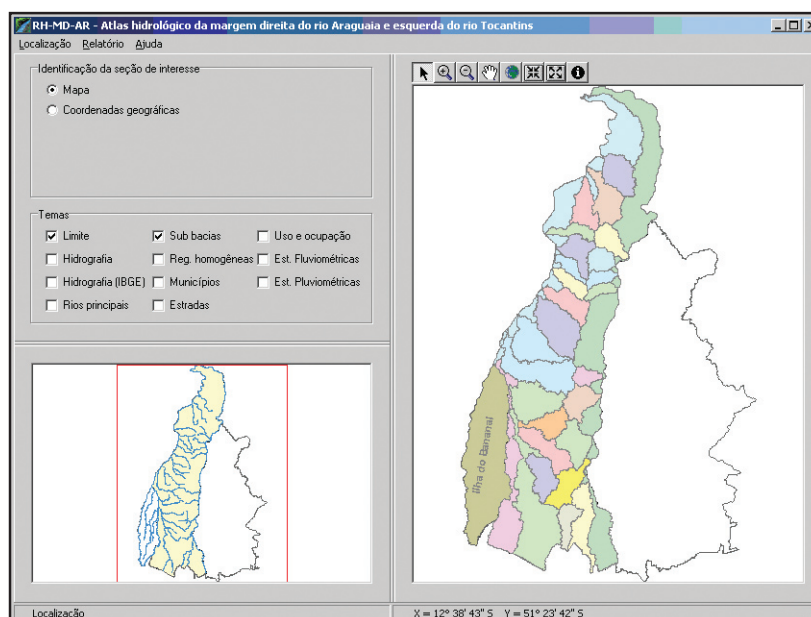 RH-MD-AR - Atlas hidrológico da margem direita do rio Araguaia e esquerda do rio Tocantins
Localização Relatório Ajuda
Identificação da seção de interesse
Mapa
Coordenadas geográficas
Temas
Limite Sub bacias Uso e ocupação
Hidrografia Reg. homogêneas Est. Fluviométricas
Hidrografia (IBGE) Municípios Est. Pluviométricas
Rios principais Estradas
Ilha do Bananal
Localização
X = 12° 38' 43" S Y = 51° 23' 42" S